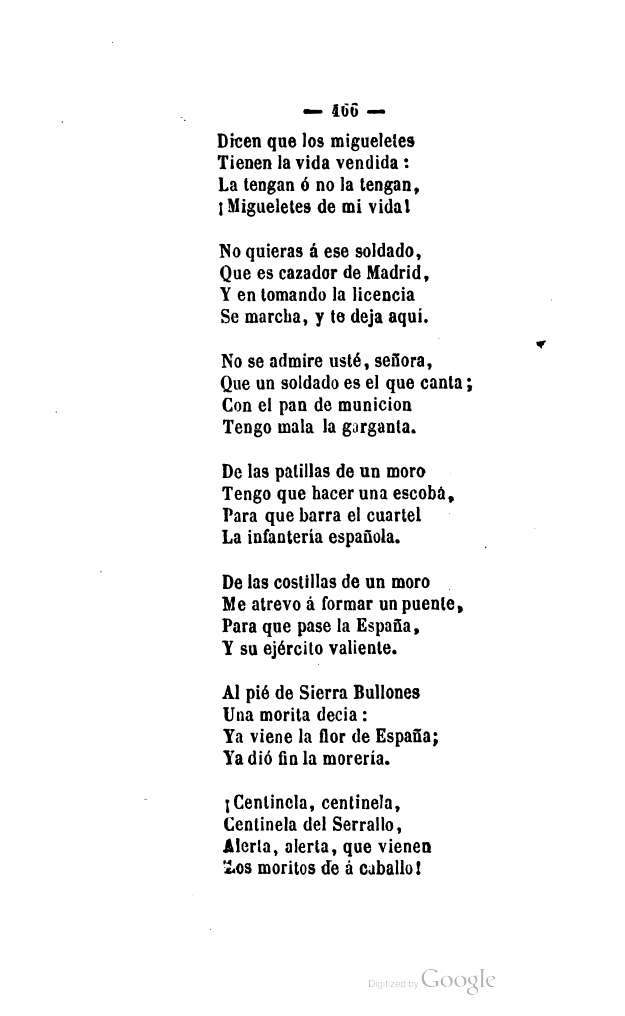 — 466 —
Dicen que los migueletes
Tienen la vida vendida :
La tengan ó no la tengan,
¡Migueletes de mi vida!
No quieras á ese soldado,
Que es cazador de Madrid,
Y en tomando la licencia
Se marcha, y te deja aqui.
No se admire usté, señora,
Que un soldado es el que canta;
Con el pan de municion
Tengo mala la garganta.
De las patillas de un moro
Tengo que hacer una escobá,
Para que barra el cuartel
La infantería española.
De las costillas de un moro
Me atrevo á formar un puente,
Para que pase la España,
Y su ejército valiente.
Al pié de Sierra Bullones
Una morita decia :
Ya viene la flor de España;
Ya dió fin la morería.
¡Centinela, centinela,
Centinela del Serrallo,
Alerta, alerta, que vienen
Los moritos de á caballo!
Digitized by Google